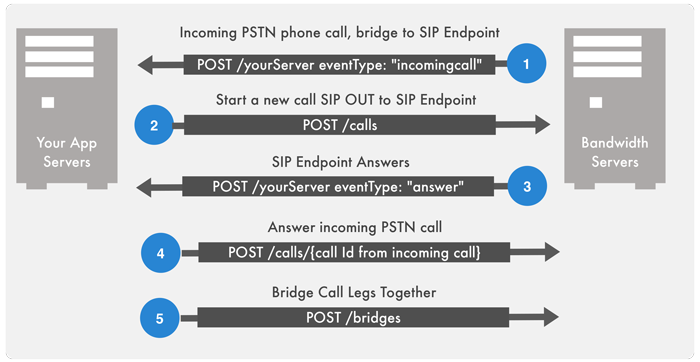 Incoming PSTN phone call, bridge to SIP Endpoint
POST /yourServer eventType: "incomingcall"
1
Start a new call SIP OUT to SIP Endpoint
2
POST /calls
Your App
Servers
Bandwidth
Servers
SIP Endpoint Answers
POST /yourServer eventType: "answer"
3
Answer incoming PSTN call
4
POST /calls/{call Id from incoming call}
Bridge Call Legs Together
5
POST /bridges